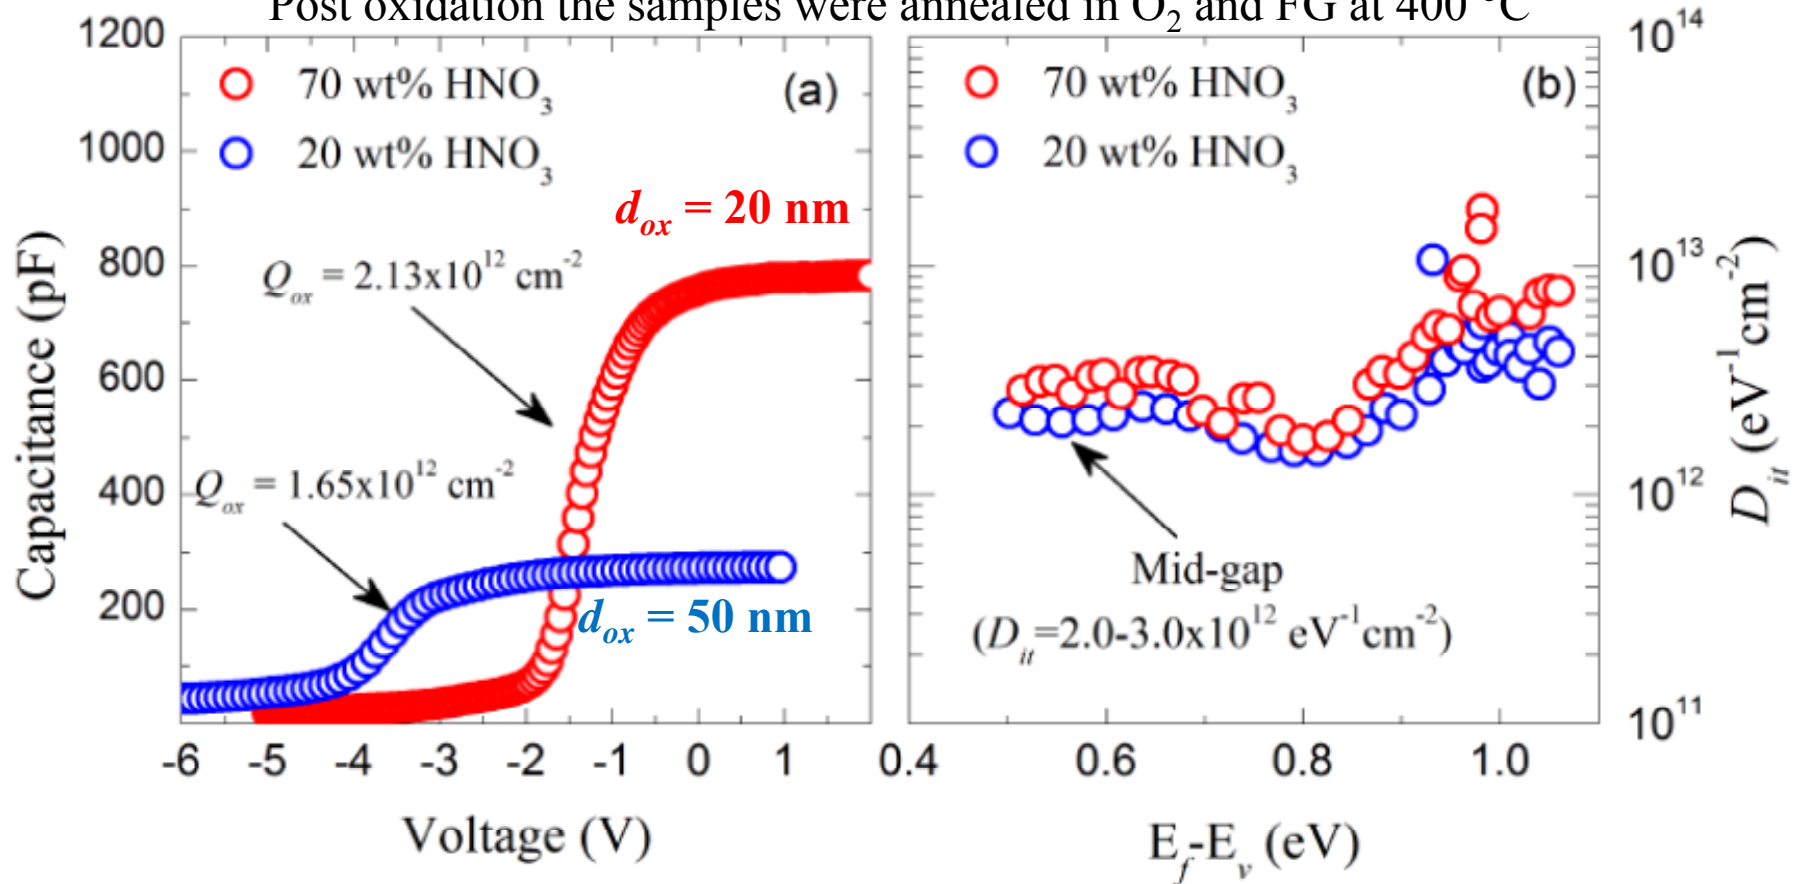 Post oxidation the samples were annealed in O2 and FG at 400 °C
1200
1000
800
600
400
200
Capacitance (pF)
70 wt% HNO3
20 wt% HNO3
(a)
dox = 20 nm
Qox = 2.13x10^12 cm^-2
Qox = 1.65x10^12 cm^-2
dox = 50 nm
-6 -5 -4 -3 -2 -1 0 1
Voltage (V)
70 wt% HNO3
20 wt% HNO3
(b)
Mid-gap
(Dit=2.0-3.0x10^12 eV^-1cm^-2)
0.4 0.6 0.8 1.0
Ef-Ev (eV)
10^14
10^13
10^12
10^11
Dit (eV^-1cm^-2)